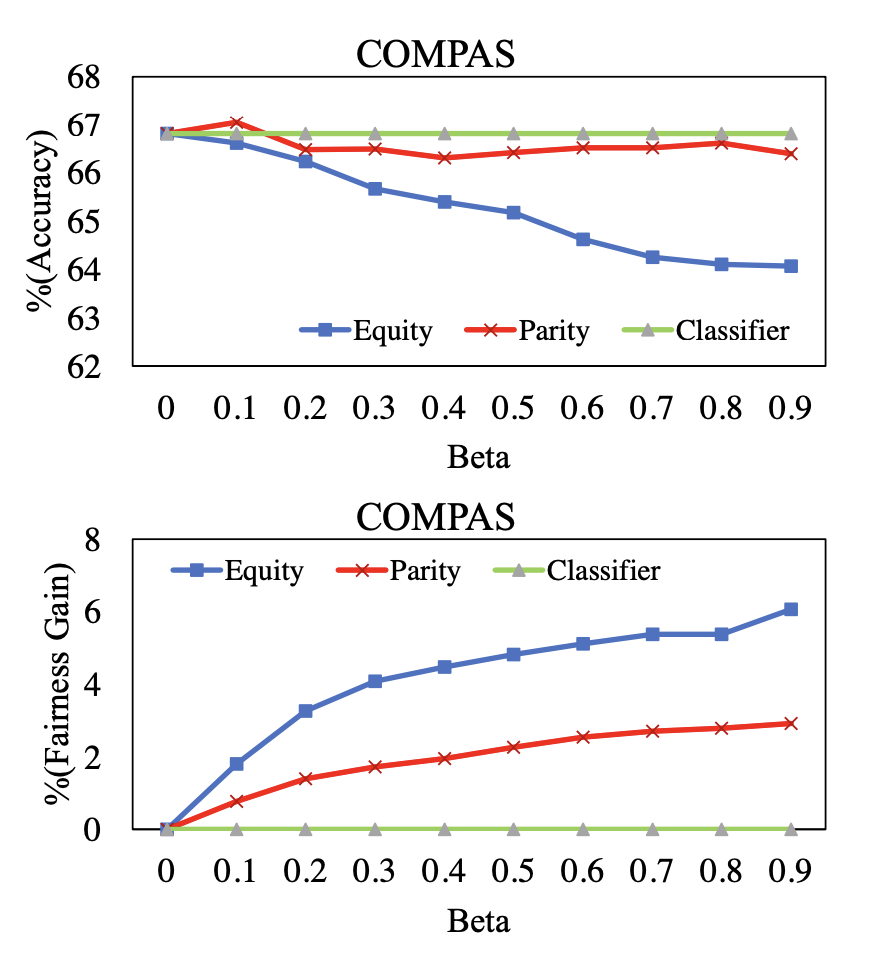 COMPAS
%(Accuracy)
68
67
66
65
64
63
62
Equity Parity Classifier
0 0.1 0.2 0.3 0.4 0.5 0.6 0.7 0.8 0.9
Beta
COMPAS
%(Fairness Gain)
8
Equity Parity Classifier
6
4
2
0
0 0.1 0.2 0.3 0.4 0.5 0.6 0.7 0.8 0.9
Beta